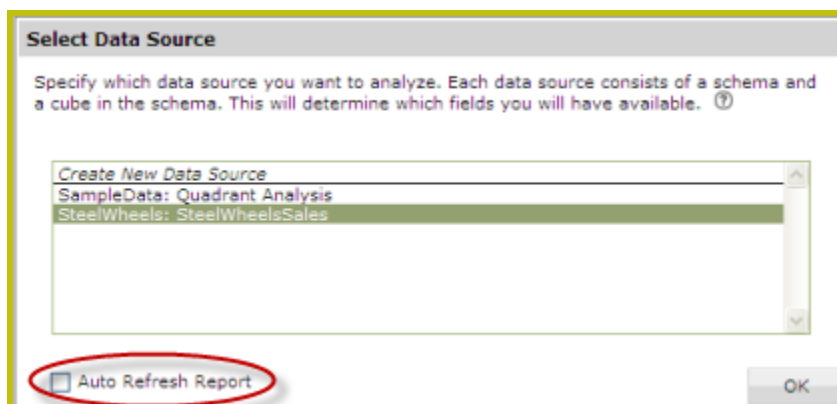 Select Data Source
Specify which data source you want to analyze. Each data source consists of a schema and
a cube in the schema. This will determine which fields you will have available. ?
Create New Data Source
SampleData: Quadrant Analysis
SteelWheels: SteelWheelsSales
Auto Refresh Report
OK